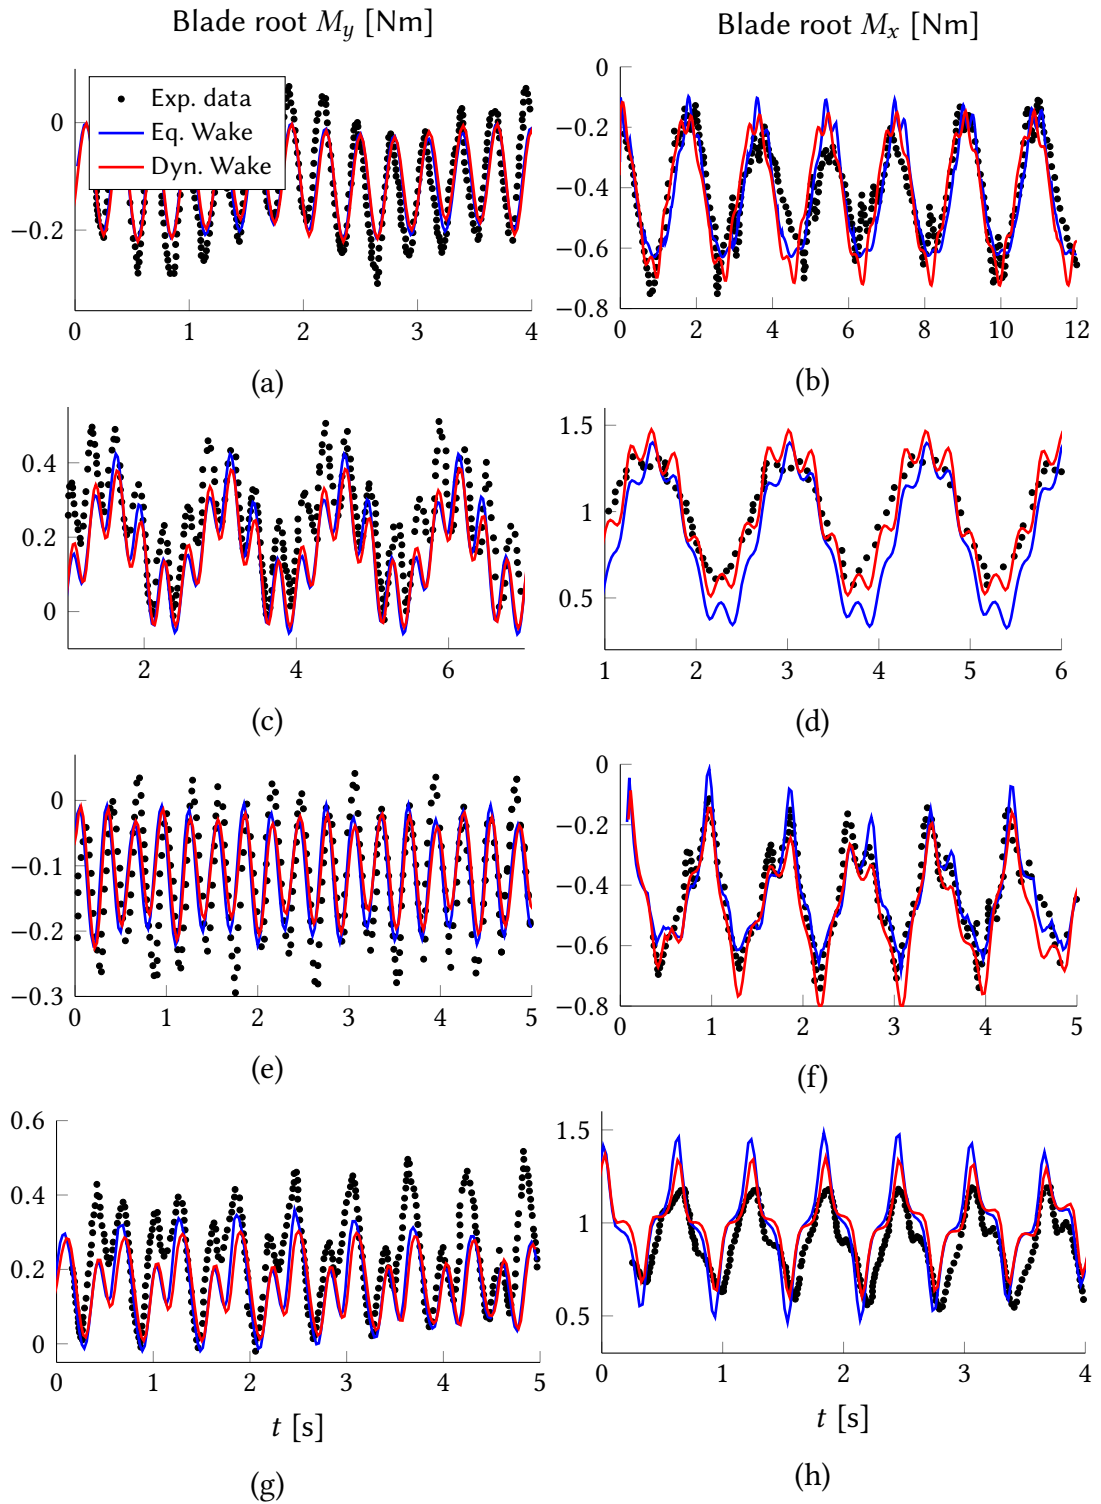 Blade root My [Nm]
Blade root Mx [Nm]
Exp. data
Eq. Wake
Dyn. Wake
0
−0.2
0 1 2 3 4
(a)
0
−0.2
−0.4
−0.6
−0.8
0 2 4 6 8 10 12
(b)
0.4
0.2
0
2 4 6
(c)
1.5
1
0.5
1 2 3 4 5 6
(d)
0
−0.1
−0.2
−0.3
0 1 2 3 4 5
(e)
0
−0.2
−0.4
−0.6
−0.8
0 1 2 3 4 5
(f)
0.6
0.4
0.2
0
0 1 2 3 4 5
t [s]
(g)
1.5
1
0.5
0 1 2 3 4
t [s]
(h)